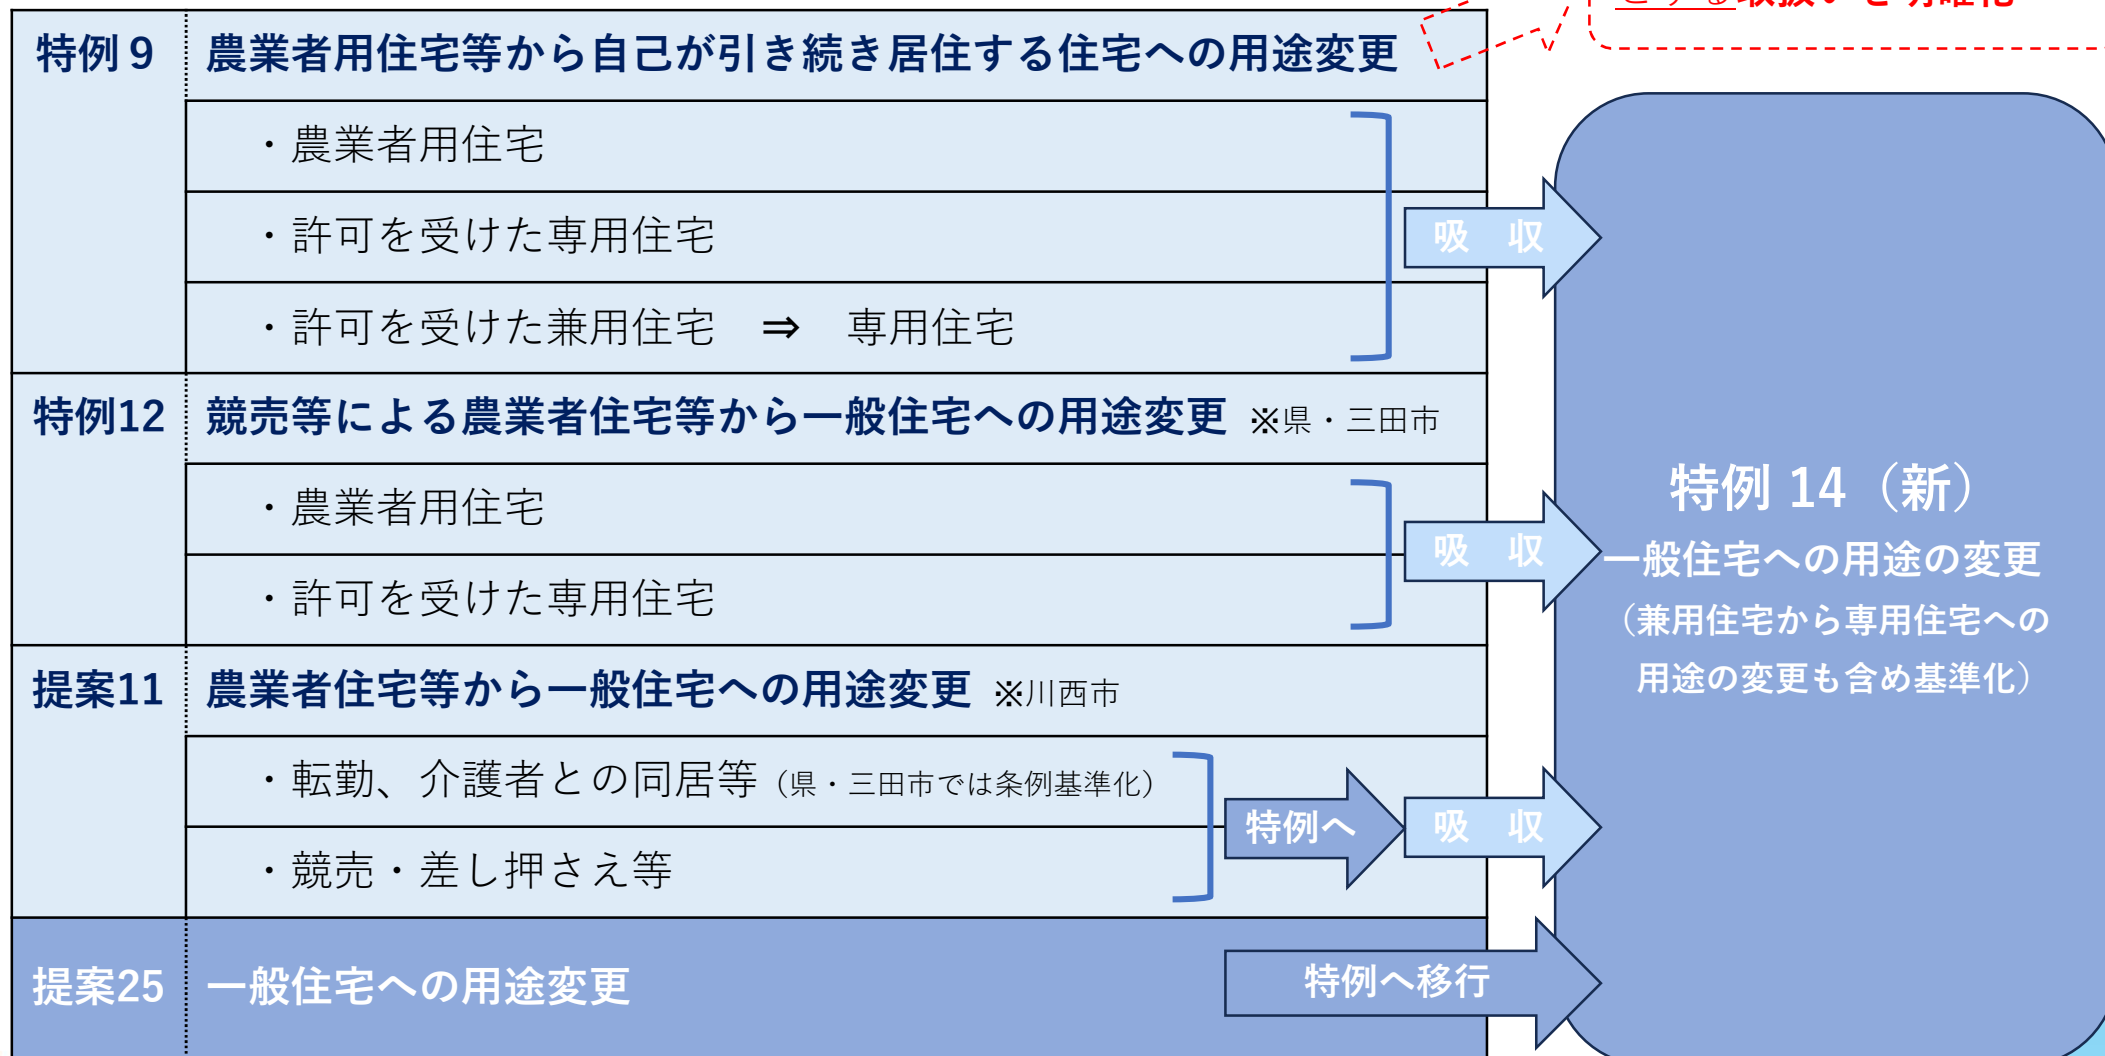 とする取扱いを明確化
特例9 農業者用住宅等から自己が引き続き居住する住宅への用途変更
・農業者用住宅
・許可を受けた専用住宅
・許可を受けた兼用住宅 ⇒ 専用住宅
吸 収
特例12 競売等による農業者住宅等から一般住宅への用途変更 ※県・三田市
・農業者用住宅
・許可を受けた専用住宅
吸 収
提案11 農業者住宅等から一般住宅への用途変更 ※川西市
・転勤、介護者との同居等（県・三田市では条例基準化）
・競売・差し押さえ等
特例へ
吸 収
提案25 一般住宅への用途変更
特例へ移行
特例 14（新）
一般住宅への用途の変更
（兼用住宅から専用住宅への
用途の変更も含め基準化）